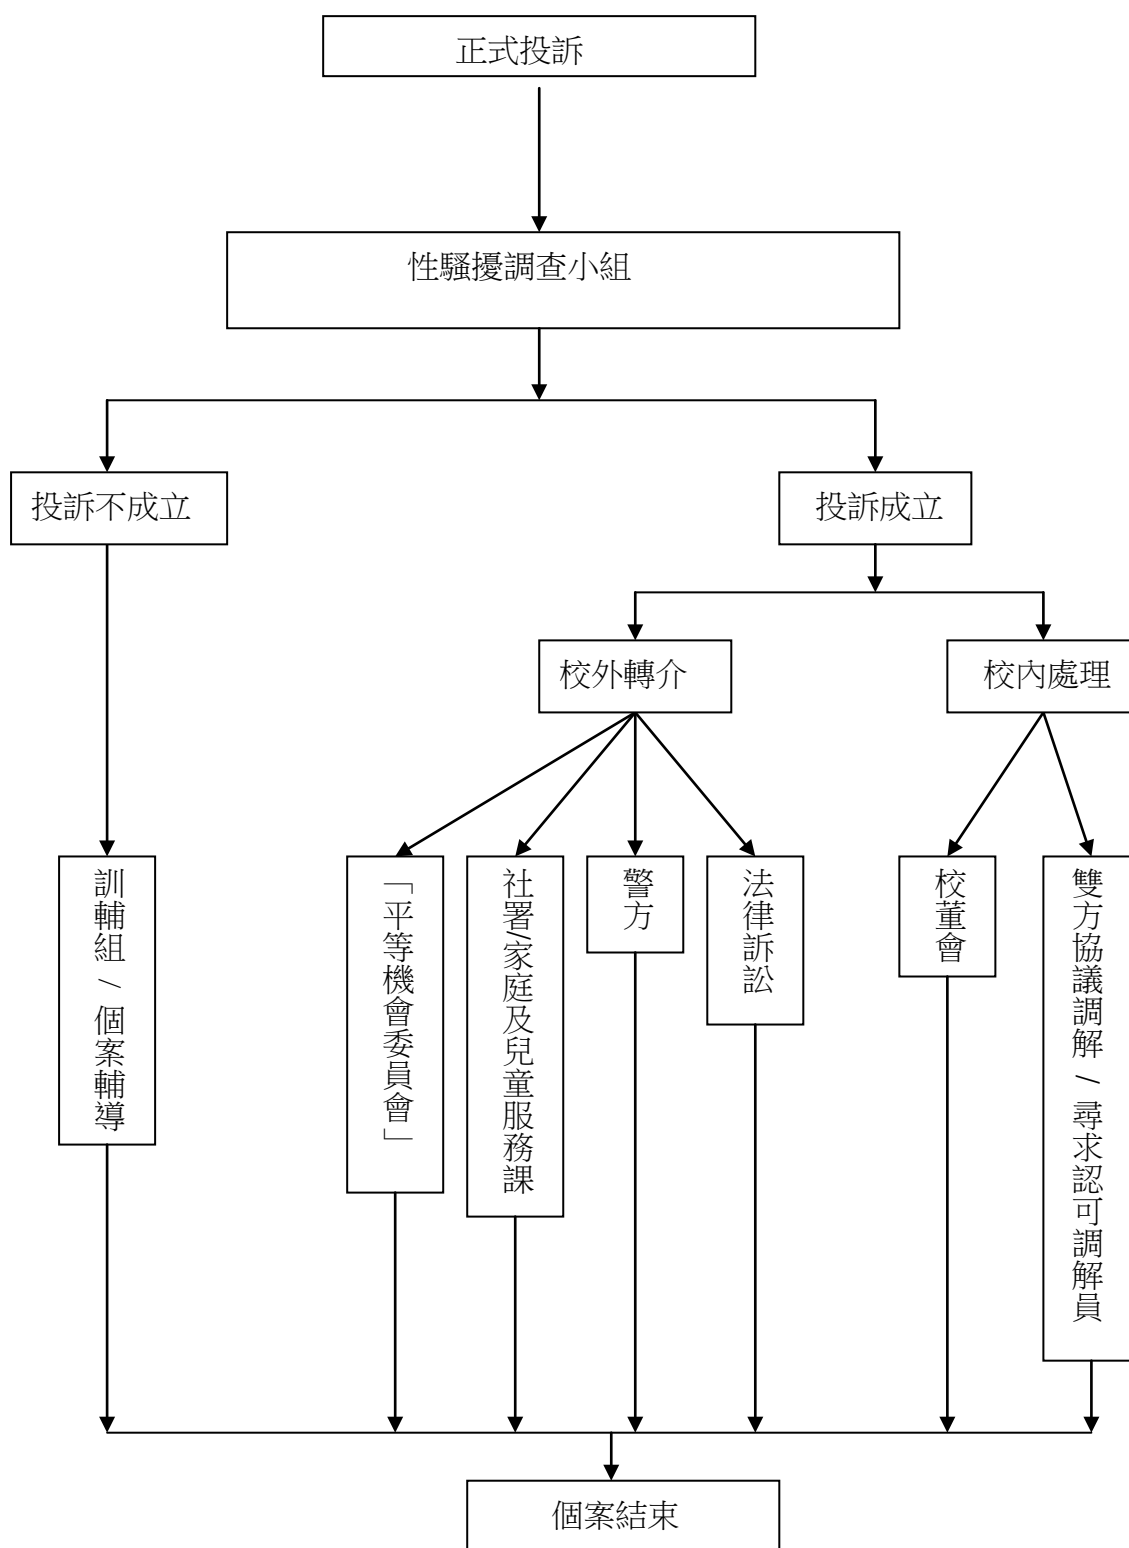 正式投訴
性騷擾調查小組
投訴不成立
投訴成立
校外轉介
校內處理
訓輔組 / 個案輔導
「平等機會委員會」
社署/家庭及兒童服務課
警方
法律訴訟
校董會
雙方協議調解 / 尋求認可調解員
個案結束